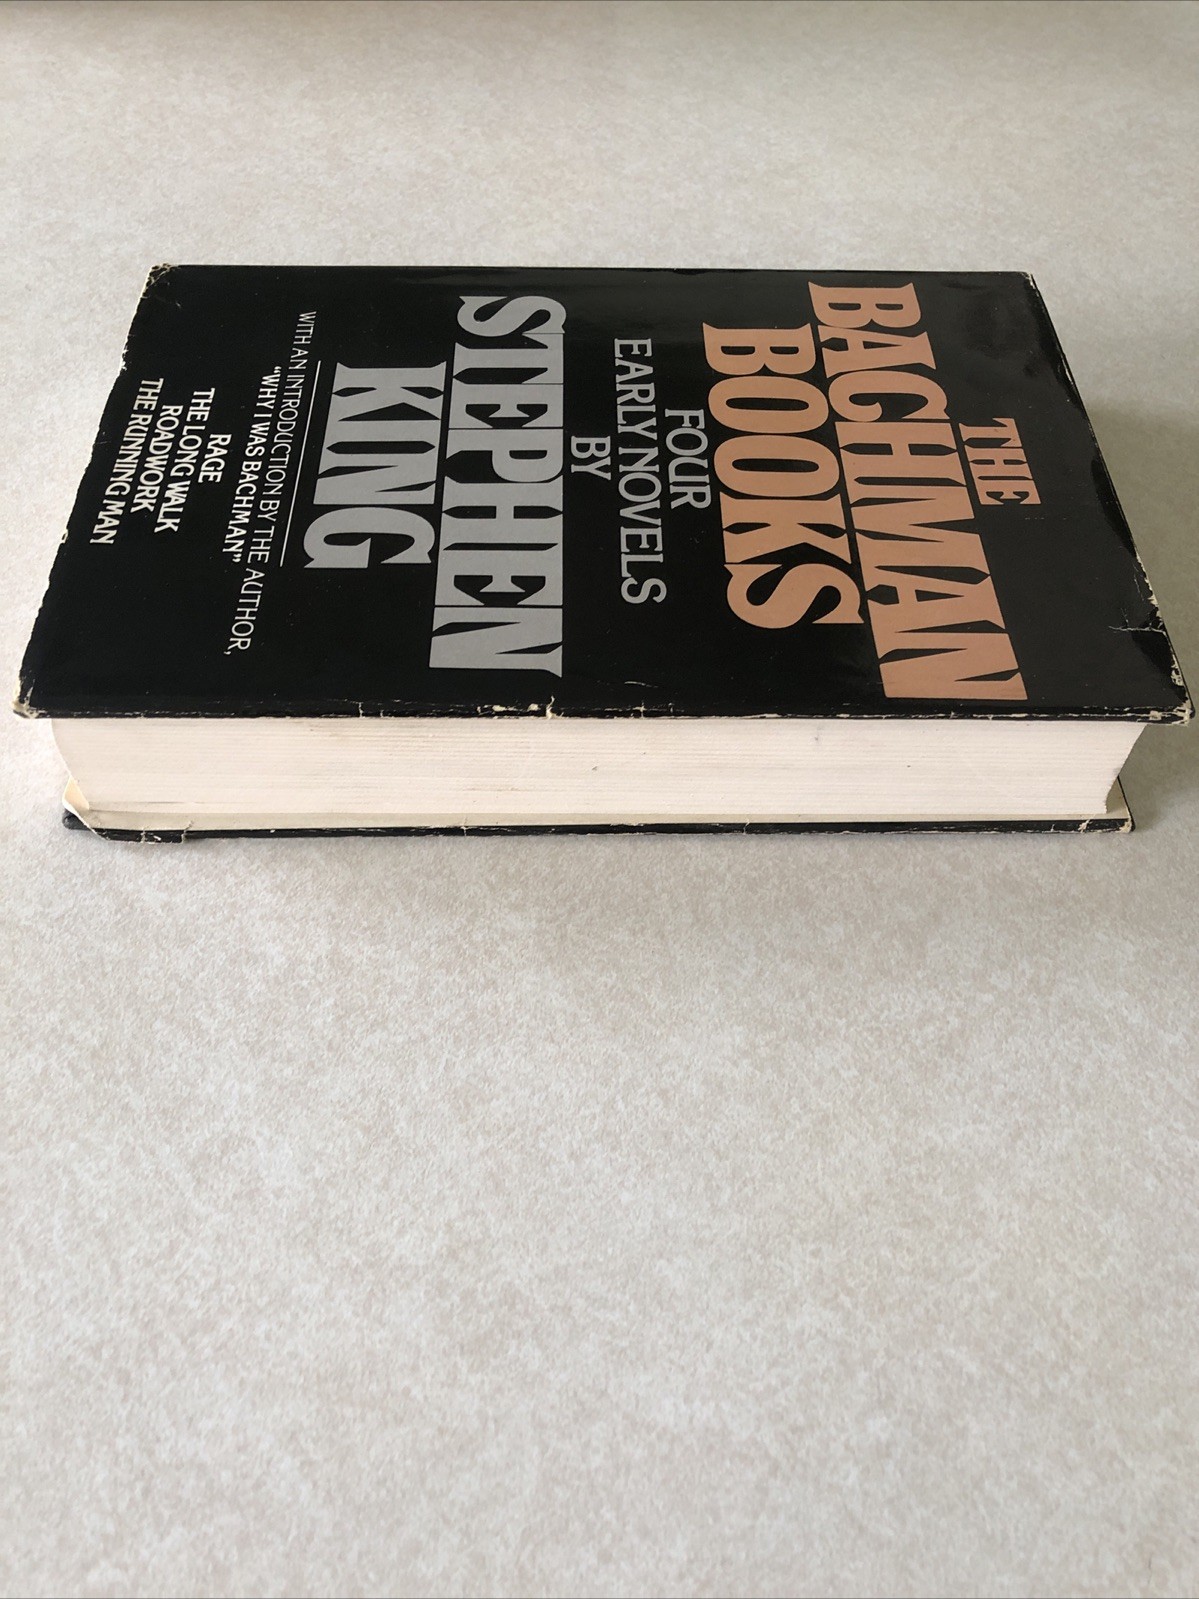 THE
BACHMAN
BOOKS
FOUR
EARLY NOVELS
BY
STEPHEN
KING
WITH AN INTRODUCTION BY THE AUTHOR,
"WHY I WAS BACHMAN"
RAGE
THE LONG WALK
ROADWORK
THE RUNNING MAN